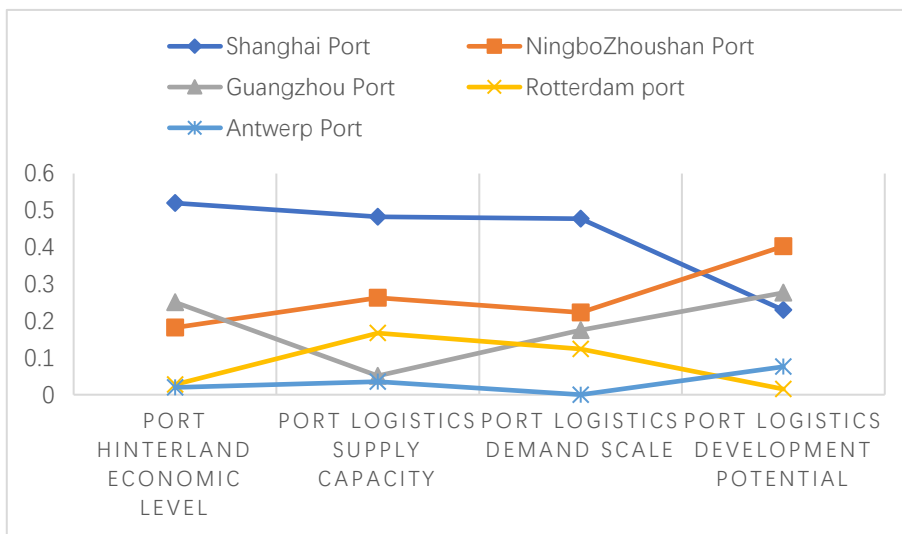 Shanghai Port
NingboZhoushan Port
Guangzhou Port
Rotterdam port
Antwerp Port
0.6
0.5
0.4
0.3
0.2
0.1
0
PORT
HINTERLAND
ECONOMIC
LEVEL
PORT LOGISTICS
SUPPLY
CAPACITY
PORT LOGISTICS
DEMAND SCALE
PORT LOGISTICS
DEVELOPMENT
POTENTIAL